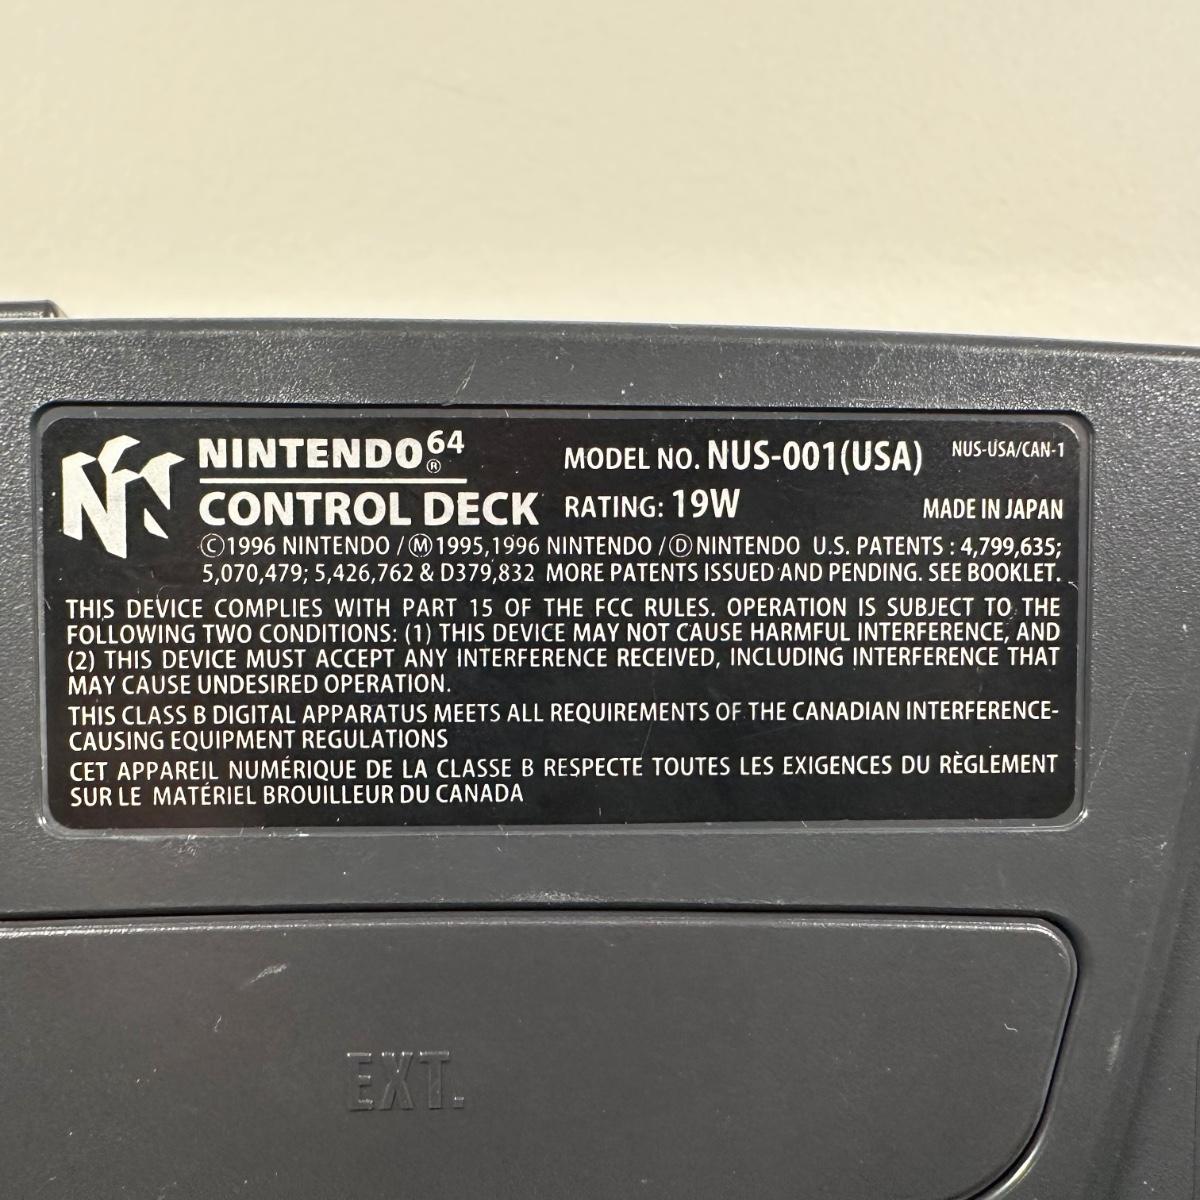 NINTENDO64®
CONTROL DECK
MODEL NO. NUS-001(USA)
NUS-USA/CAN-1
RATING: 19W
MADE IN JAPAN
Ⓒ1996 NINTENDO /Ⓜ1995,1996 NINTENDO /Ⓓ NINTENDO U.S. PATENTS : 4,799,635;
5,070,479; 5,426,762 & D379,832 MORE PATENTS ISSUED AND PENDING. SEE BOOKLET.
THIS DEVICE COMPLIES WITH PART 15 OF THE FCC RULES. OPERATION IS SUBJECT TO THE
FOLLOWING TWO CONDITIONS: (1) THIS DEVICE MAY NOT CAUSE HARMFUL INTERFERENCE, AND
(2) THIS DEVICE MUST ACCEPT ANY INTERFERENCE RECEIVED, INCLUDING INTERFERENCE THAT
MAY CAUSE UNDESIRED OPERATION.
THIS CLASS B DIGITAL APPARATUS MEETS ALL REQUIREMENTS OF THE CANADIAN INTERFERENCE-
CAUSING EQUIPMENT REGULATIONS
CET APPAREIL NUMÉRIQUE DE LA CLASSE B RESPECTE TOUTES LES EXIGENCES DU RÈGLEMENT
SUR LE MATÉRIEL BROUILLEUR DU CANADA
EXT.